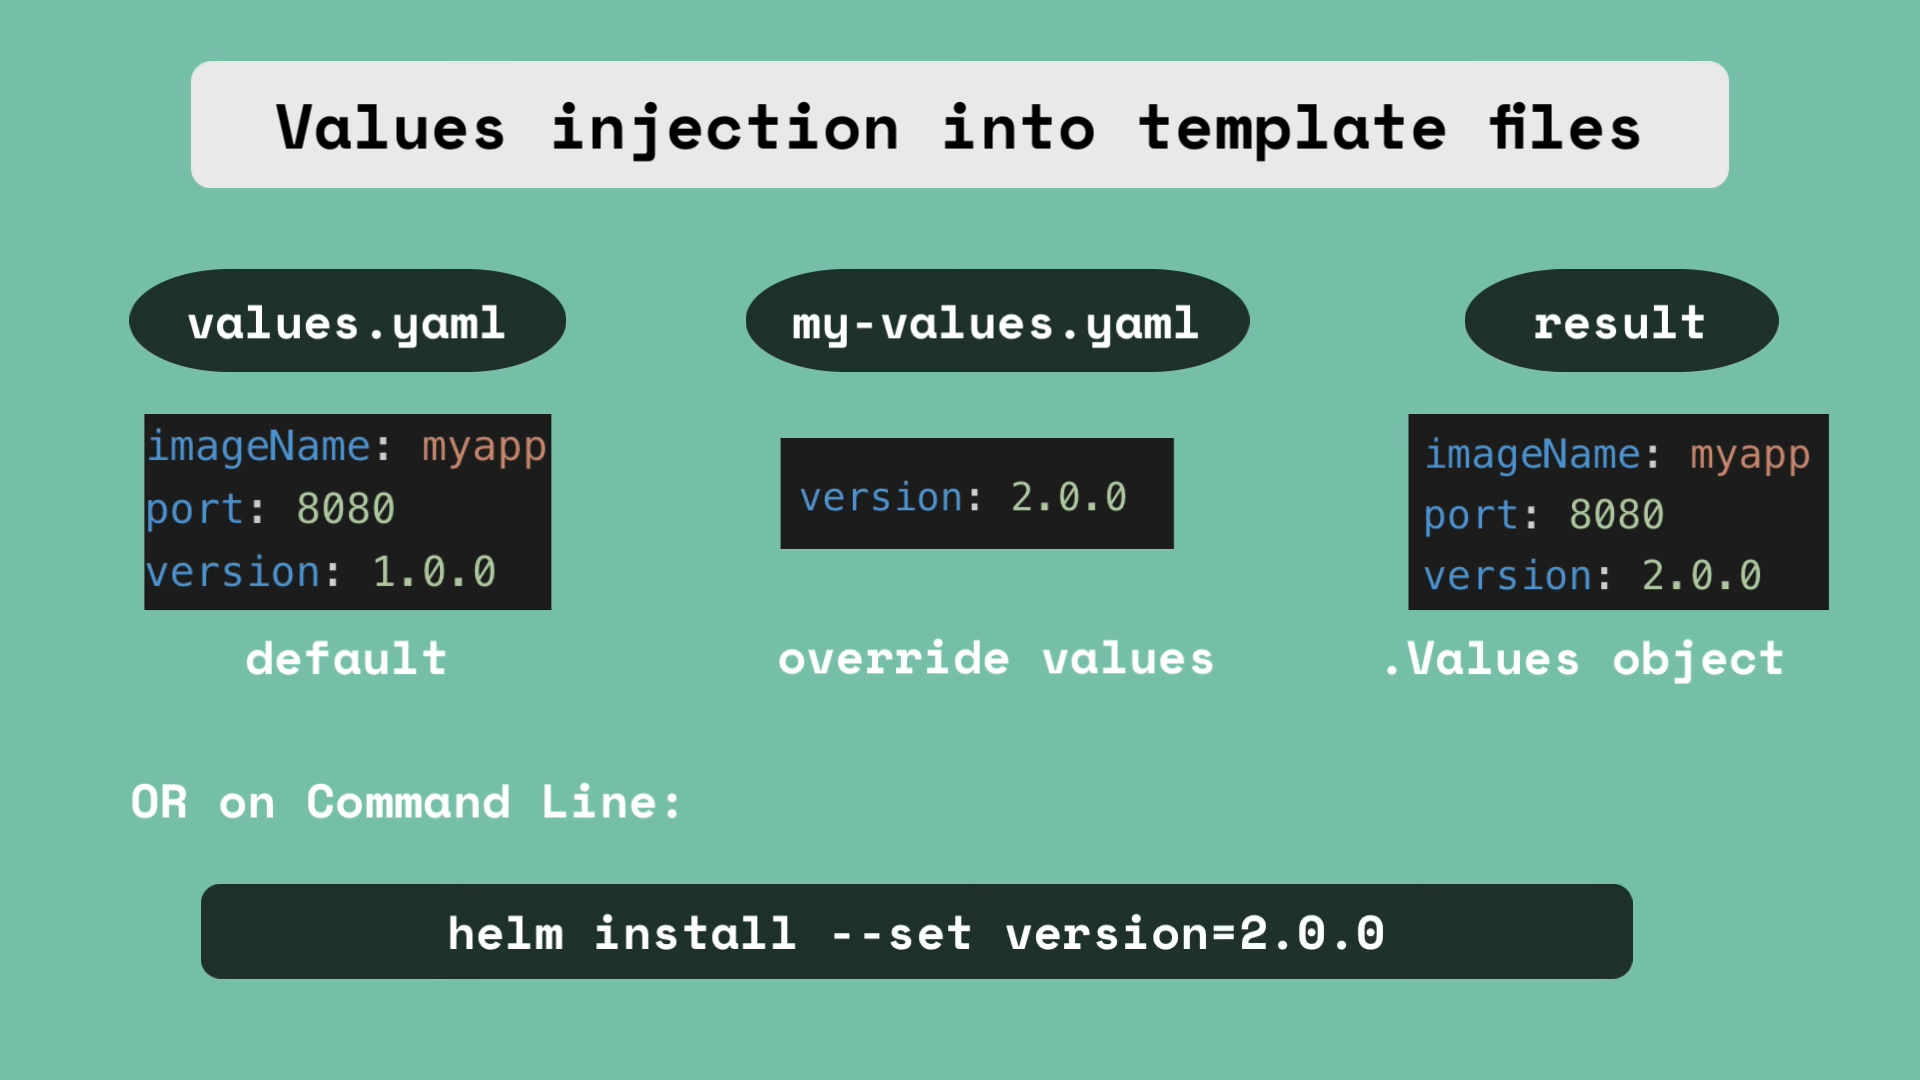 Values injection into template files
values.yaml
imageName: myapp
port: 8080
version: 1.0.0
default
my-values.yaml
version: 2.0.0
override values
result
imageName: myapp
port: 8080
version: 2.0.0
.Values object
OR on Command Line:
helm install --set version=2.0.0